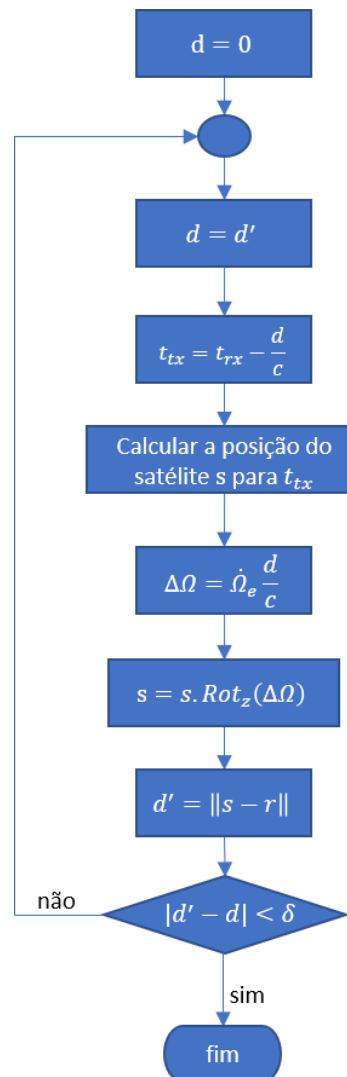 d = 0
d = d′
t_tx = t_rx − d/c
Calcular a posição do
satélite s para t_tx
ΔΩ = Ω̇_e d/c
s = s.Rot_z(ΔΩ)
d′ = ‖s − r‖
não
|d′ − d| < δ
sim
fim